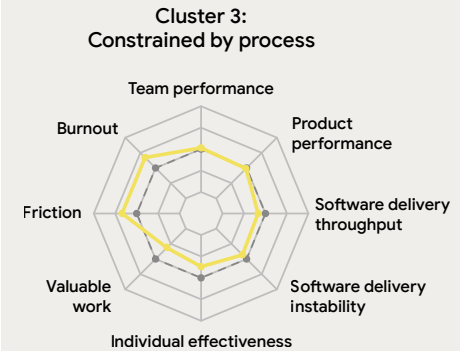 Cluster 3:
Constrained by process
Team performance
Burnout
Product
performance
Friction
Software delivery
throughput
Valuable
work
Software delivery
instability
Individual effectiveness